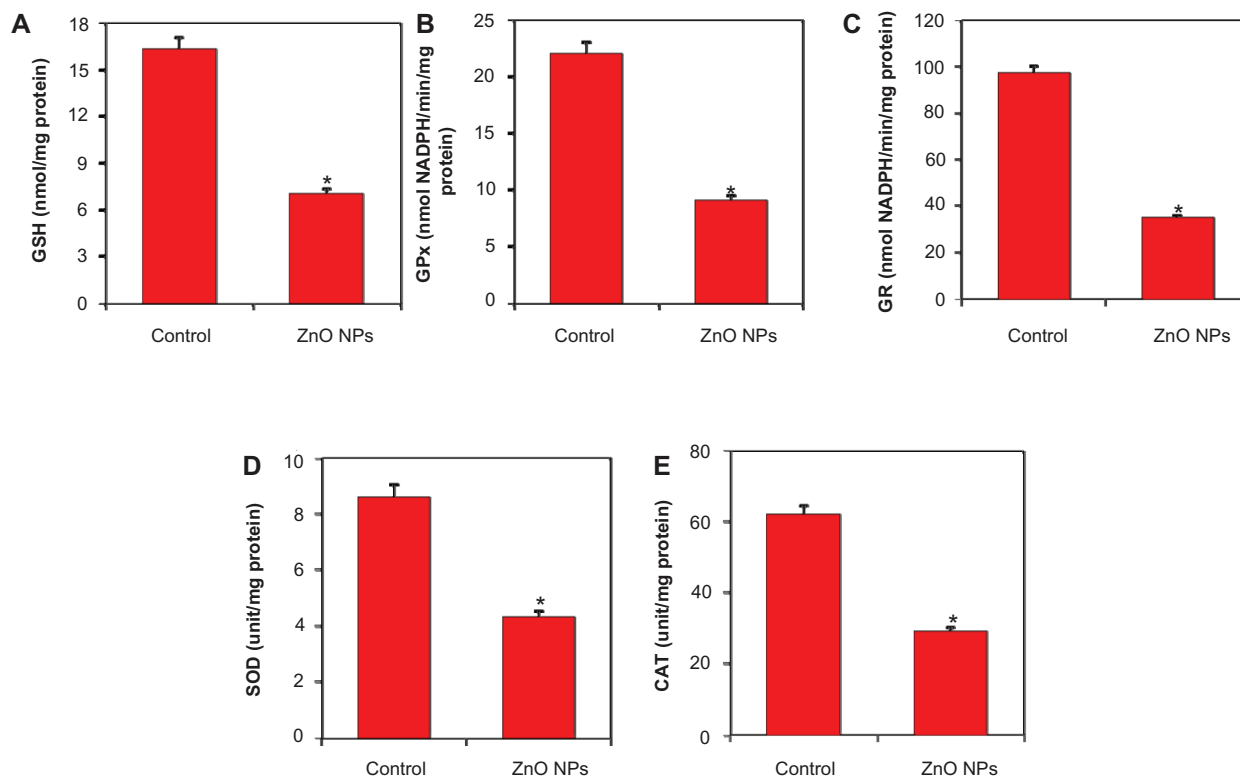 A
GSH (nmol/mg protein)
18
15
12
9
6
3
0
*
Control ZnO NPs
B
GPx (nmol NADPH/min/mg
protein)
25
20
15
10
5
0
*
Control ZnO NPs
C
GR (nmol NADPH/min/mg protein)
120
100
80
60
40
20
0
*
Control ZnO NPs
D
SOD (unit/mg protein)
10
8
6
4
2
0
*
Control ZnO NPs
E
CAT (unit/mg protein)
80
60
40
20
0
*
Control ZnO NPs